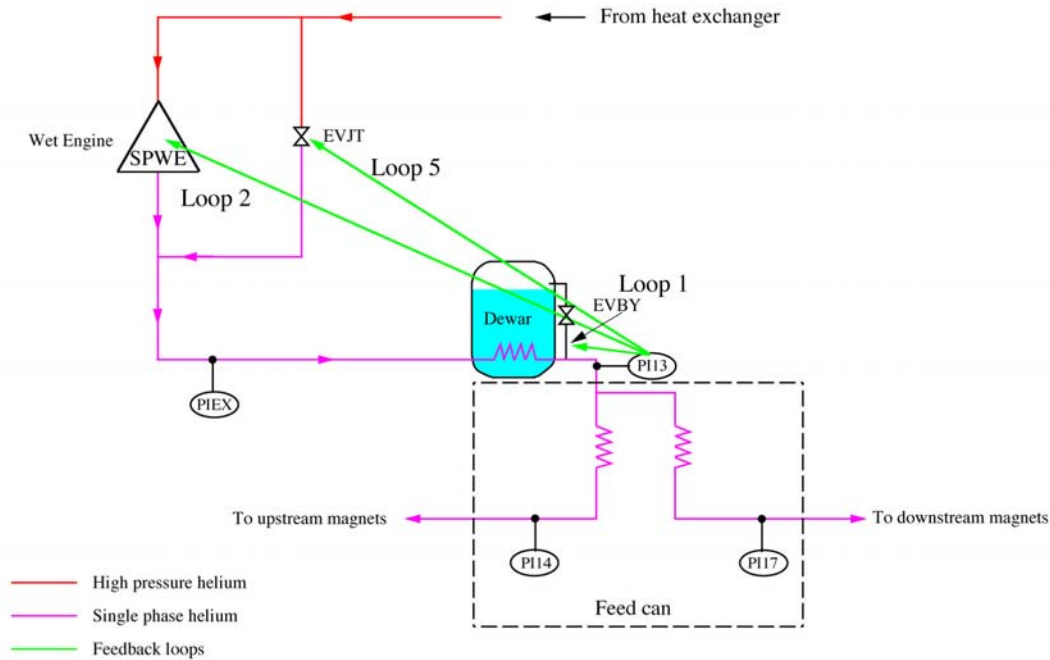 From heat exchanger
Wet Engine
SPWE
EVJT
Loop 5
Loop 2
Loop 1
EVBY
Dewar
PI13
PIEX
To upstream magnets
To downstream magnets
PI14
PI17
High pressure helium
Feed can
Single phase helium
Feedback loops